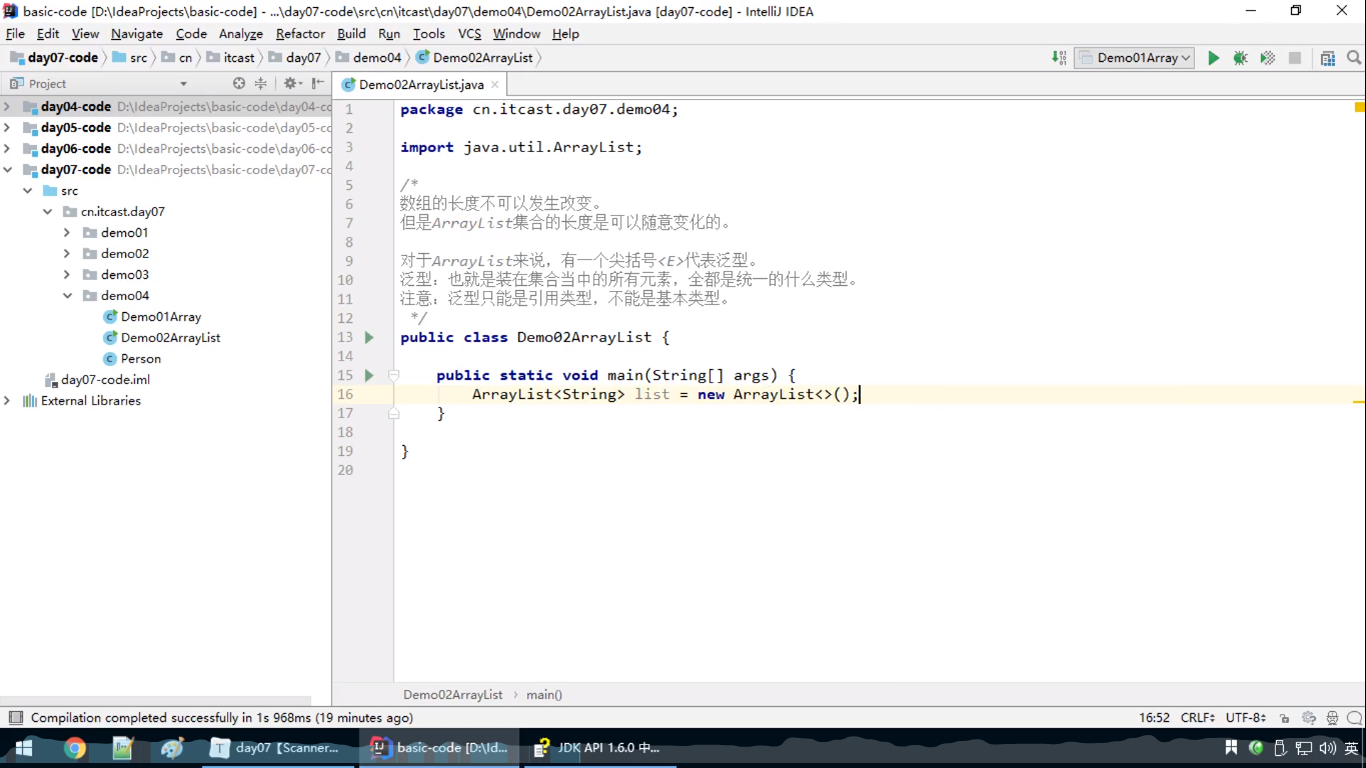 basic-code [D:\IdeaProjects\basic-code] - ...\day07-code\src\cn\itcast\day07\demo04\Demo02ArrayList.java [day07-code] - IntelliJ IDEA
File Edit View Navigate Code Analyze Refactor Build Run Tools VCS Window Help
day07-code src cn itcast day07 demo04 Demo02ArrayList Demo01Array
Project
Demo02ArrayList.java
day04-code D:\IdeaProjects\basic-code\day04-cc
day05-code D:\IdeaProjects\basic-code\day05-cc
day06-code D:\IdeaProjects\basic-code\day06-cc
day07-code D:\IdeaProjects\basic-code\day07-cc
src
cn.itcast.day07
demo01
demo02
demo03
demo04
Demo01Array
Demo02ArrayList
Person
day07-code.iml
External Libraries
1 package cn.itcast.day07.demo04;
2
3 import java.util.ArrayList;
4
5 /*
6 数组的长度不可以发生改变。
7 但是ArrayList集合的长度是可以随意变化的。
8
9 对于ArrayList来说，有一个尖括号<E>代表泛型。
10 泛型：也就是装在集合当中的所有元素，全都是统一的什么类型。
11 注意：泛型只能是引用类型，不能是基本类型。
12 */
13 public class Demo02ArrayList {
14
15 public static void main(String[] args) {
16 ArrayList<String> list = new ArrayList<>();
17 }
18
19 }
20
Demo02ArrayList › main()
Compilation completed successfully in 1s 968ms (19 minutes ago) 16:52 CRLF UTF-8
day07【Scanner... basic-code [D:\Id... JDK API 1.6.0 中... 英